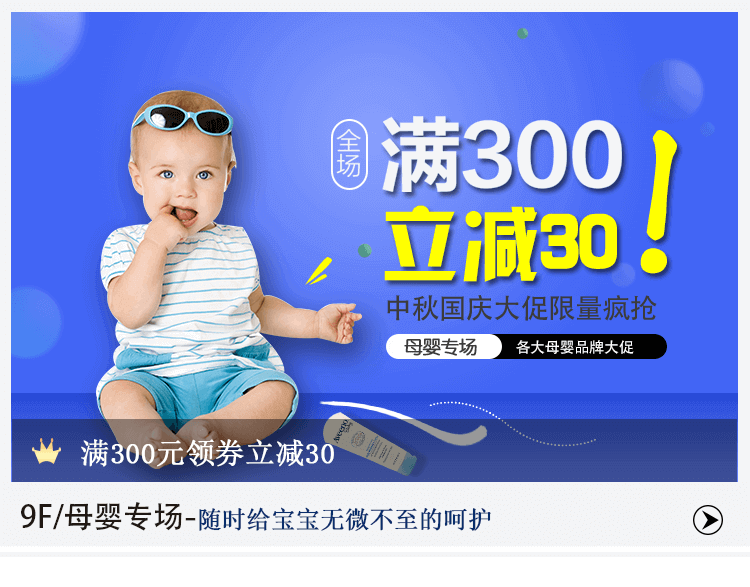 全场
满300
立减30！
中秋国庆大促限量疯抢
母婴专场 各大母婴品牌大促
Aveeno
Baby
满300元领券立减30
9F/母婴专场-随时给宝宝无微不至的呵护